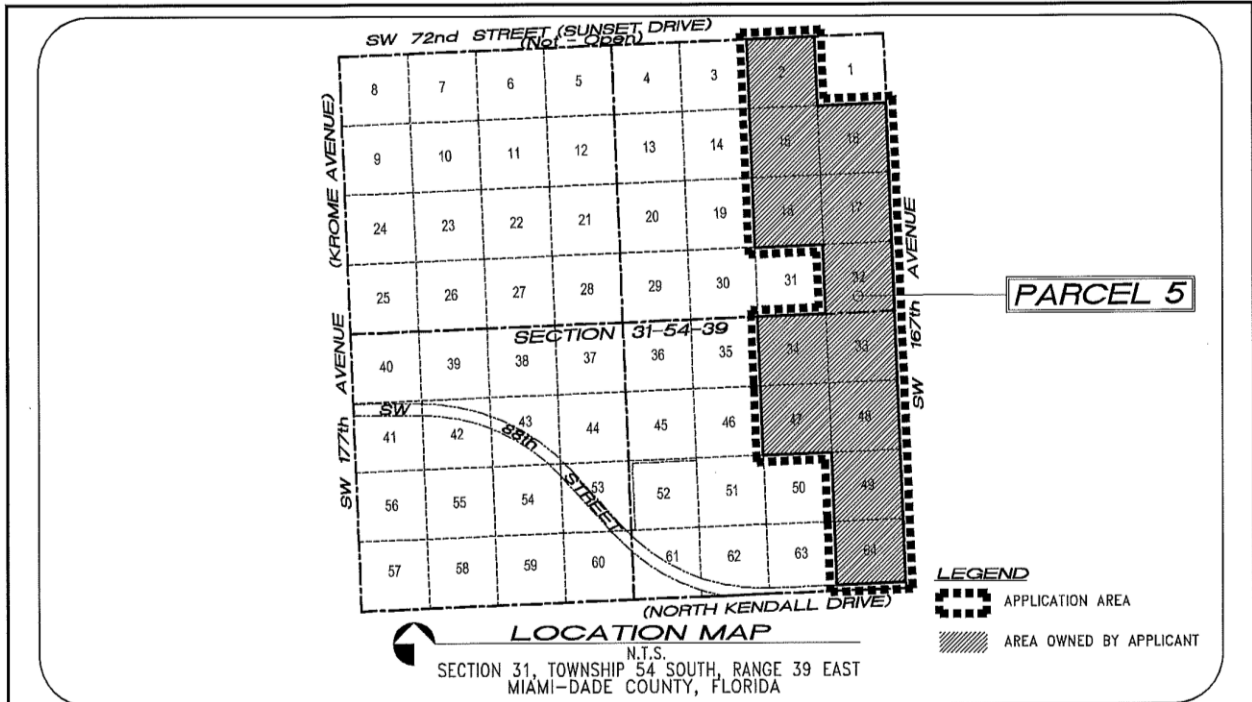 SW 72nd STREET (SUNSET DRIVE)
(Not - Open)
8 7 6 5 4 3 2 1
9 10 11 12 13 14 15 16
24 23 22 21 20 19 18 17
25 26 27 28 29 30 31 32
SECTION 31-54-39
40 39 38 37 36 35 34 33
41 42 43 44 45 46 47 48
56 55 54 53 52 51 50 49
57 58 59 60 61 62 63 64
SW 177th AVENUE (KROME AVENUE)
SW 88th STREET
(NORTH KENDALL DRIVE)
SW 167th AVENUE
PARCEL 5
LEGEND
APPLICATION AREA
AREA OWNED BY APPLICANT
LOCATION MAP
N.T.S.
SECTION 31, TOWNSHIP 54 SOUTH, RANGE 39 EAST
MIAMI-DADE COUNTY, FLORIDA